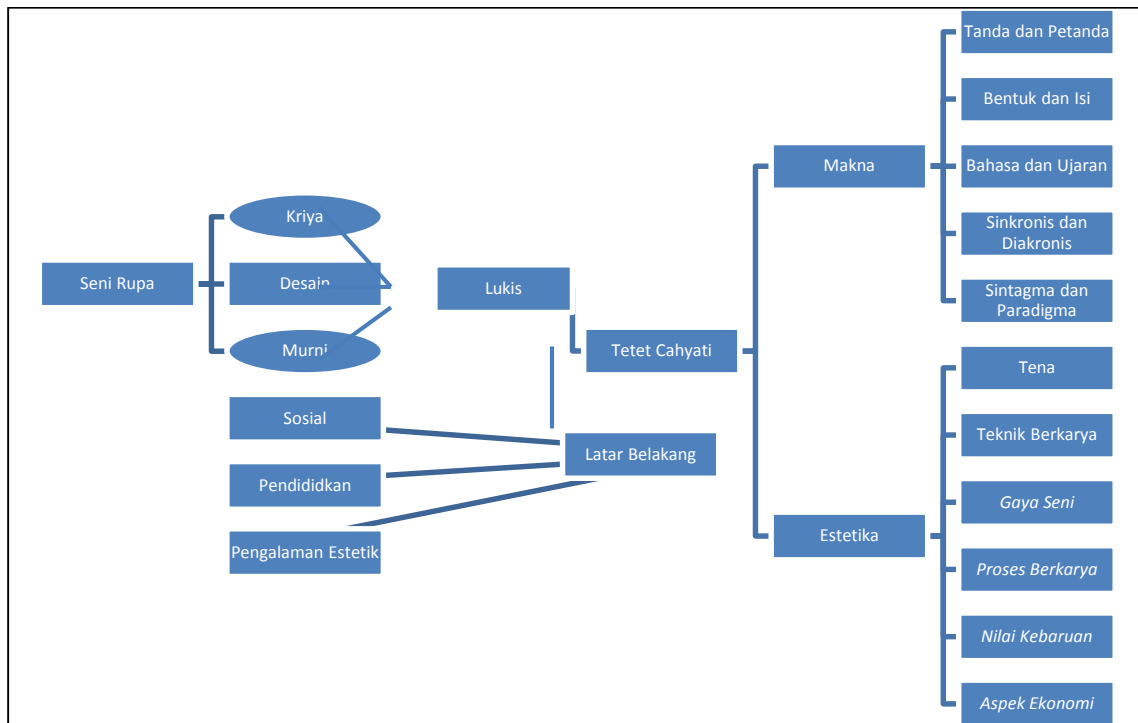 Seni Rupa
Kriya
Desain
Murni
Sosial
Pendididkan
Pengalaman Estetik
Lukis
Latar Belakang
Tetet Cahyati
Makna
Tanda dan Petanda
Bentuk dan Isi
Bahasa dan Ujaran
Sinkronis dan
Diakronis
Sintagma dan
Paradigma
Estetika
Tena
Teknik Berkarya
Gaya Seni
Proses Berkarya
Nilai Kebaruan
Aspek Ekonomi